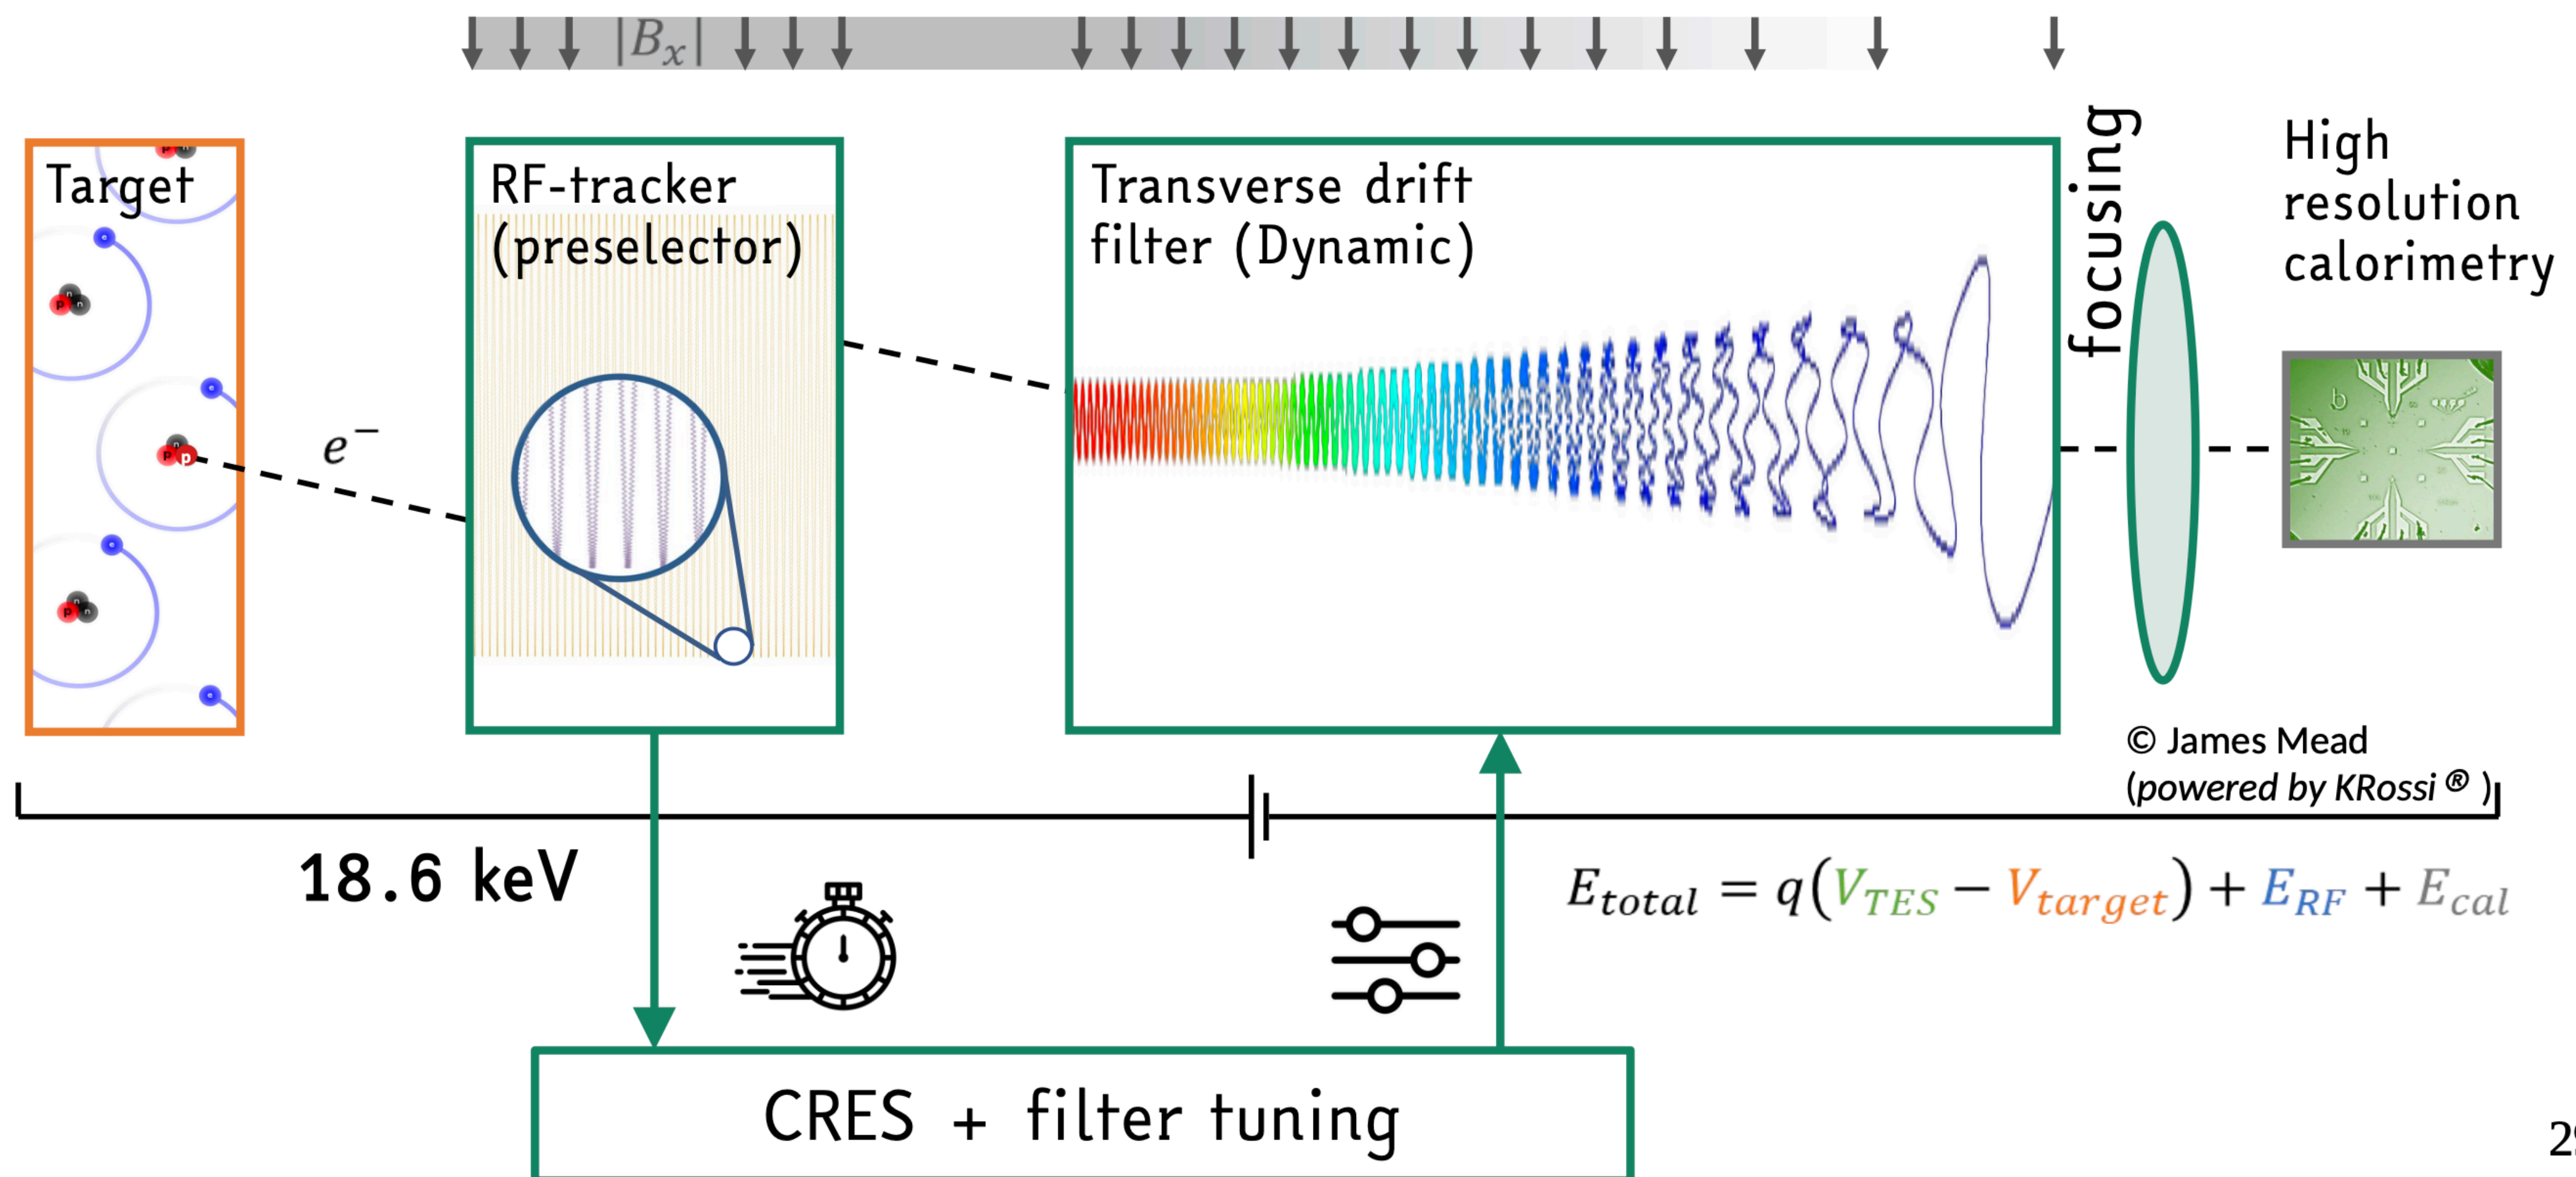 |B_x|
Target
RF-tracker
(preselector)
Transverse drift
filter (Dynamic)
focusing
High
resolution
calorimetry
e⁻
p
n
n
p
p
n
p
n
n
b
© James Mead
(powered by KRossi ® )
18.6 keV
E_total = q(V_TES − V_target) + E_RF + E_cal
CRES + filter tuning